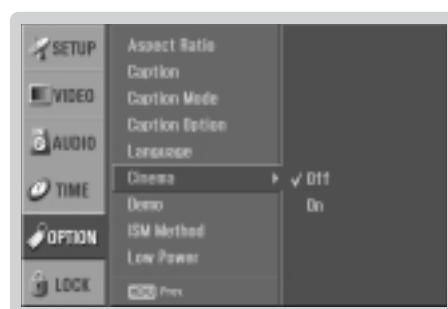 SETUP
VIDEO
AUDIO
TIME
OPTION
LOCK
Aspect Ratio
Caption
Caption Mode
Caption Option
Language
Cinema
Demo
ISM Method
Low Power
Prev.
Off
On